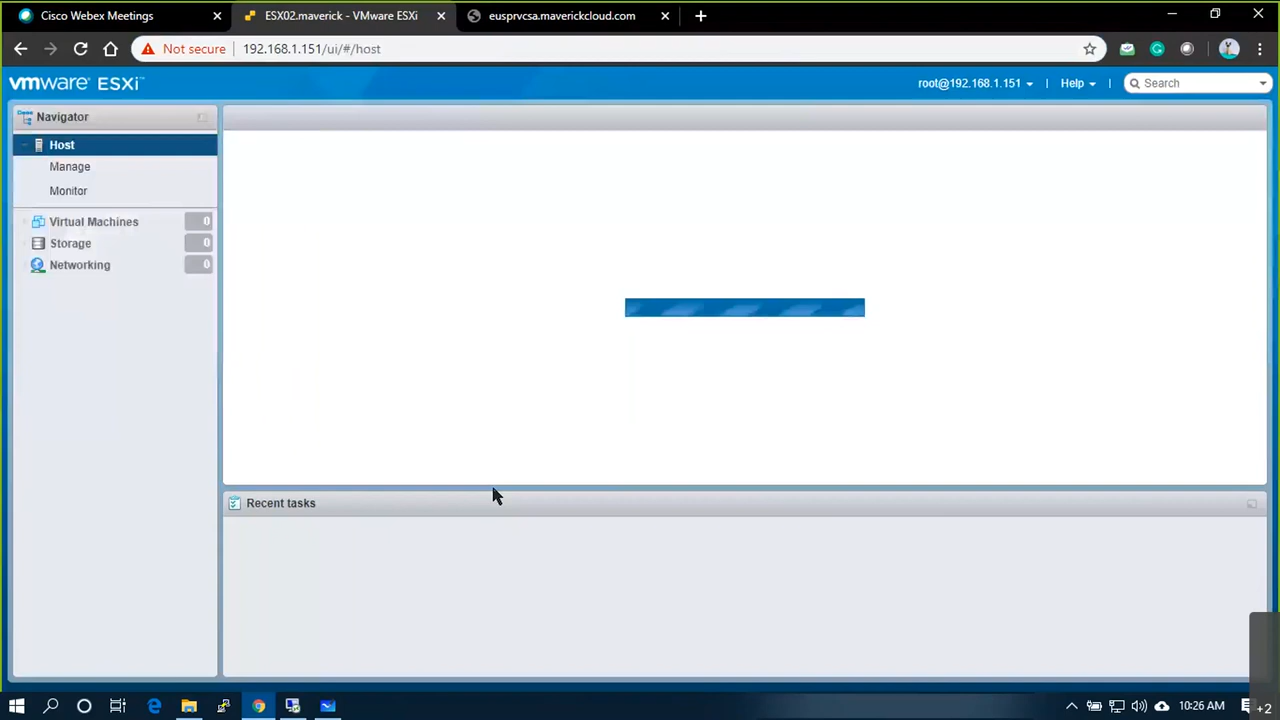 Cisco Webex Meetings
ESX02.maverick - VMware ESXi
eusprvcsa.maverickcloud.com
Not secure
192.168.1.151/ui/#/host
vmware ESXi™
root@192.168.1.151
Help
Search
Navigator
Host
Manage
Monitor
Virtual Machines 0
Storage 0
Networking 0
Recent tasks
10:26 AM
+2